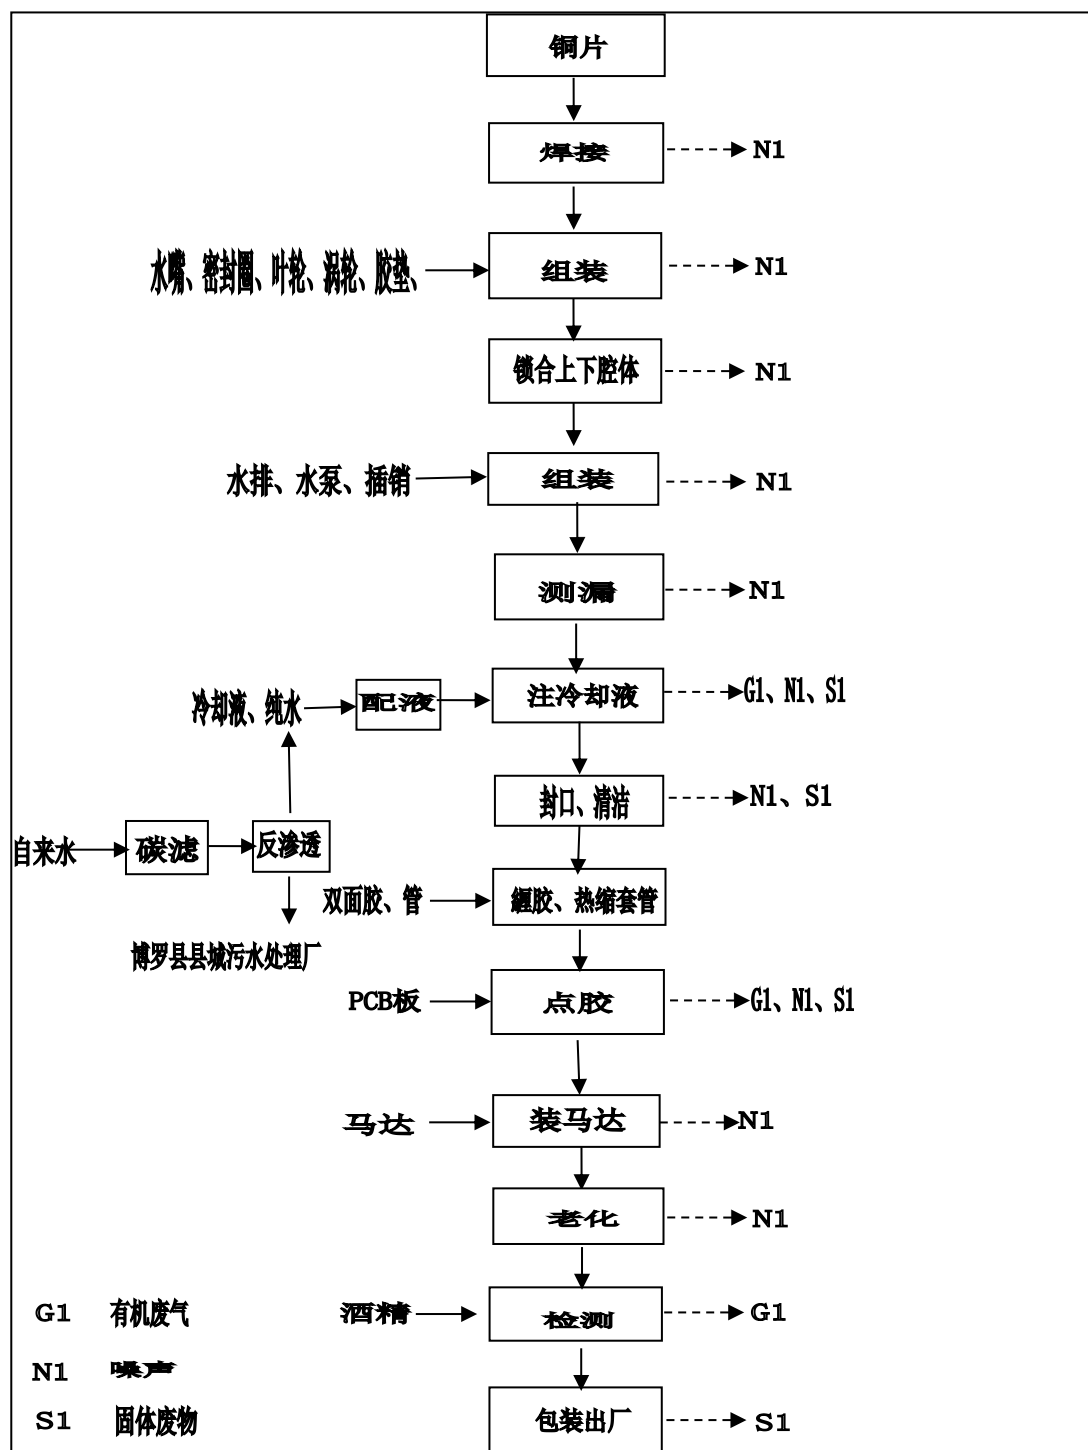 铜片
焊接
N1
水嘴、密封圈、叶轮、涡轮、胶垫、
组装
N1
锁合上下腔体
N1
水排、水泵、插销
组装
N1
测漏
N1
冷却液、纯水
配液
注冷却液
G1、N1、S1
封口、清洁
N1、S1
自来水
碳滤
反渗透
双面胶、管
缠胶、热缩套管
博罗县县城污水处理厂
PCB板
点胶
G1、N1、S1
马达
装马达
N1
老化
N1
G1 有机废气
酒精
检测
G1
N1 噪声
S1 固体废物
包装出厂
S1